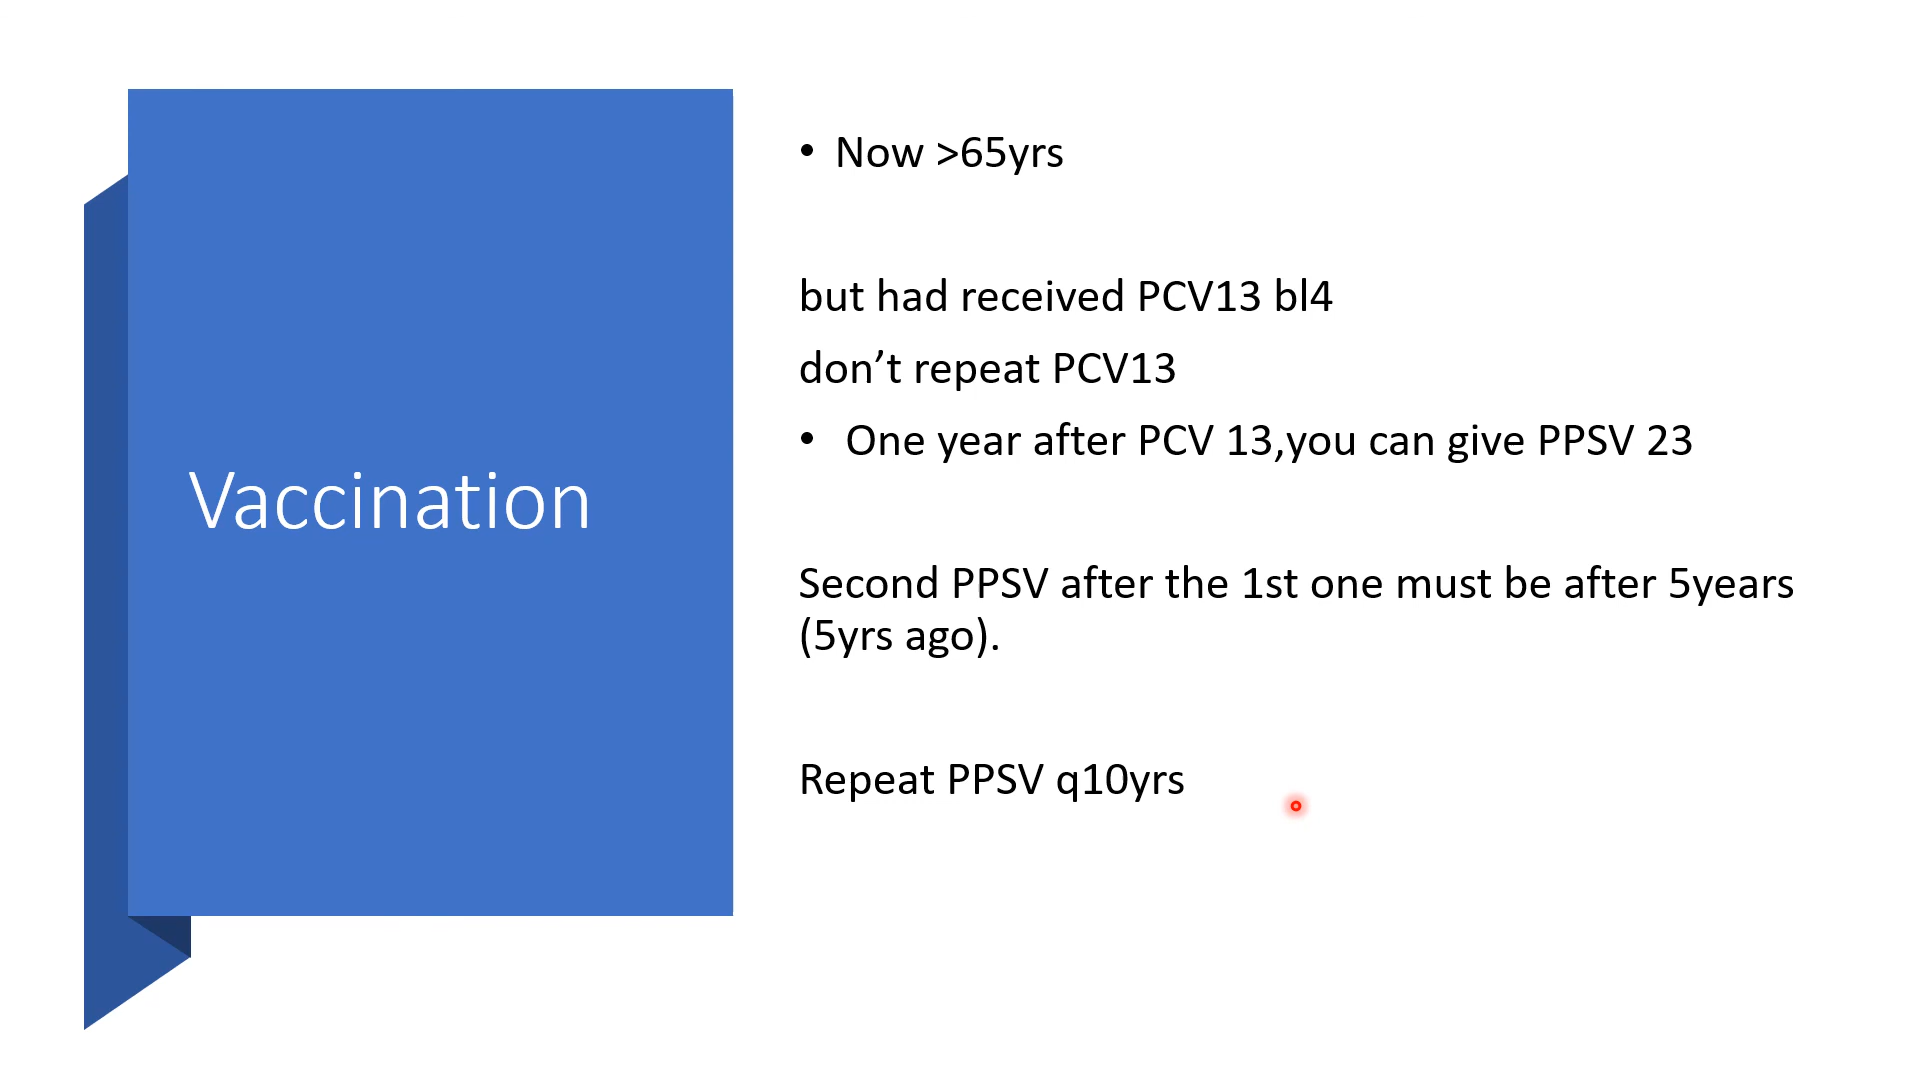 Vaccination
• Now >65yrs
but had received PCV13 bl4
don’t repeat PCV13
• One year after PCV 13,you can give PPSV 23
Second PPSV after the 1st one must be after 5years
(5yrs ago).
Repeat PPSV q10yrs